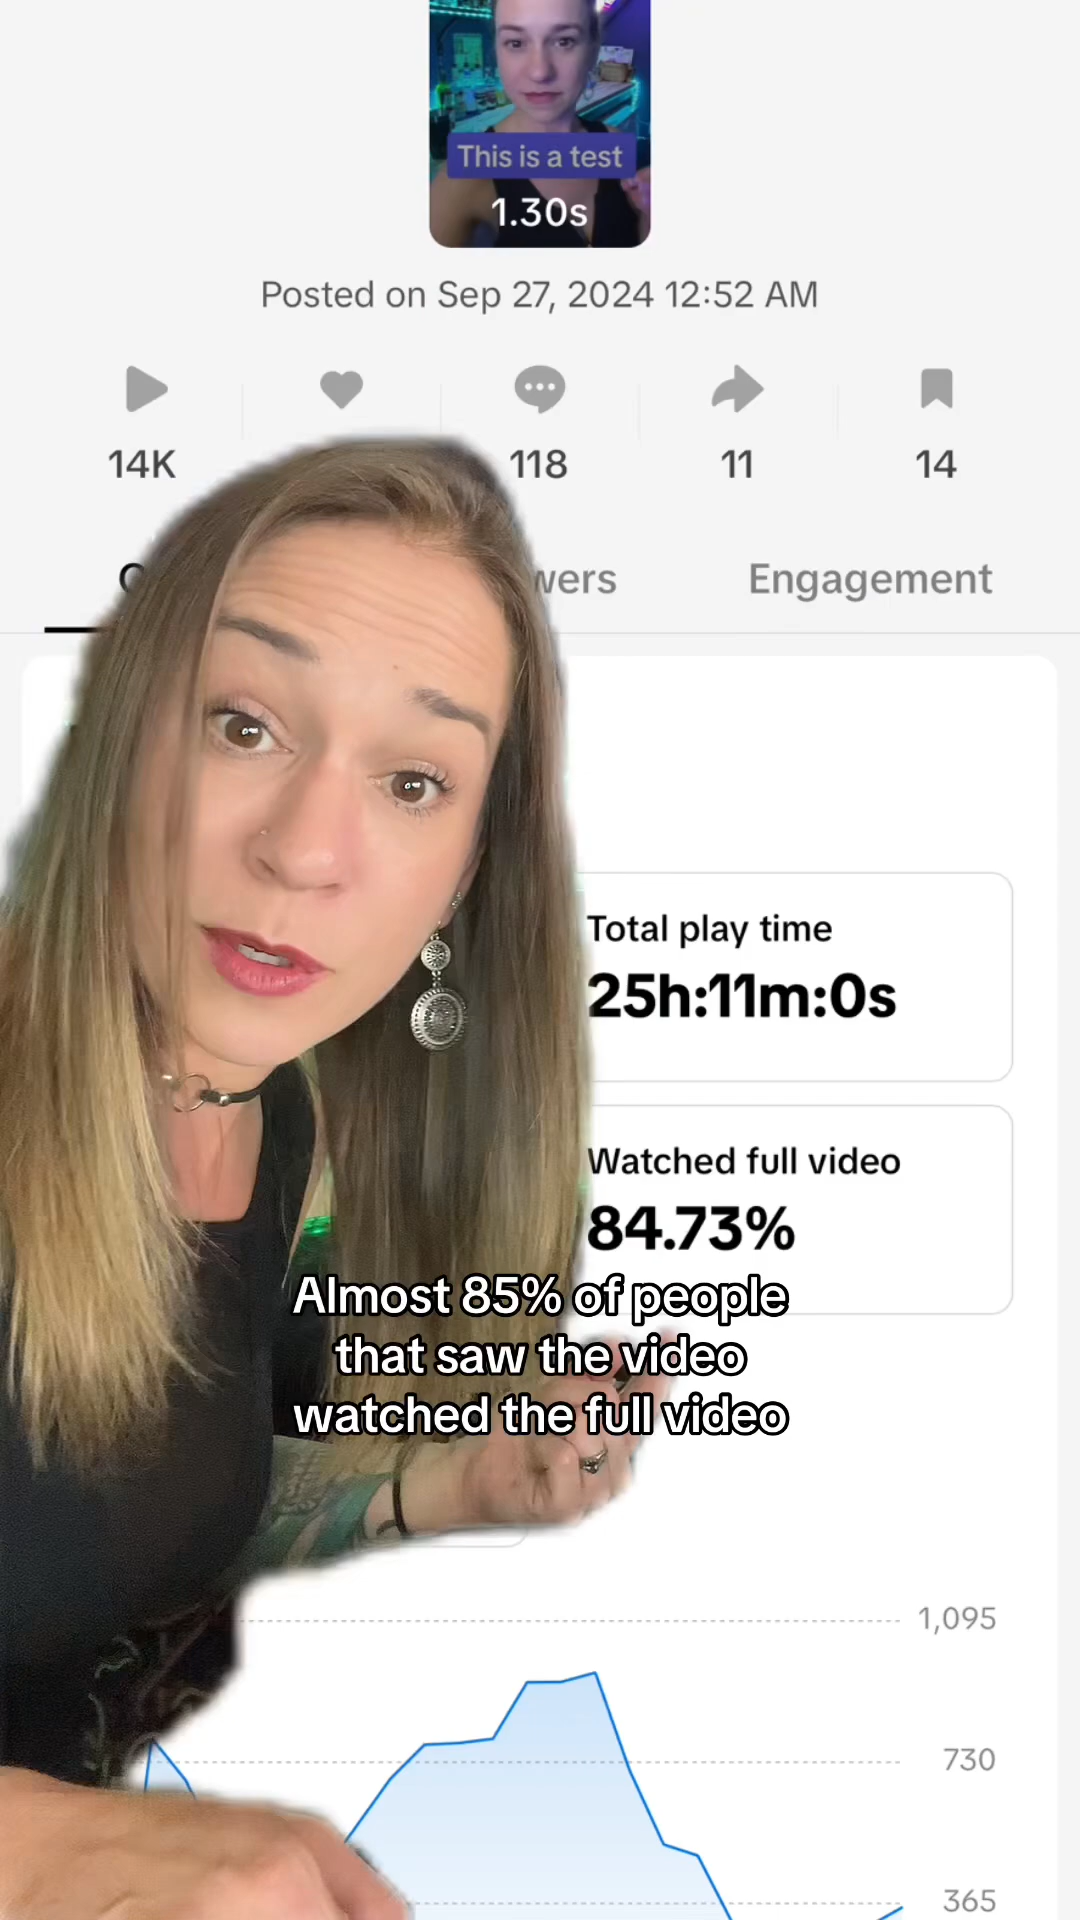 This is a test
1.30s
Posted on Sep 27, 2024 12:52 AM
14K
118
11
14
Engagement
Total play time
25h:11m:0s
Watched full video
84.73%
Almost 85% of people
that saw the video
watched the full video
1,095
730
365